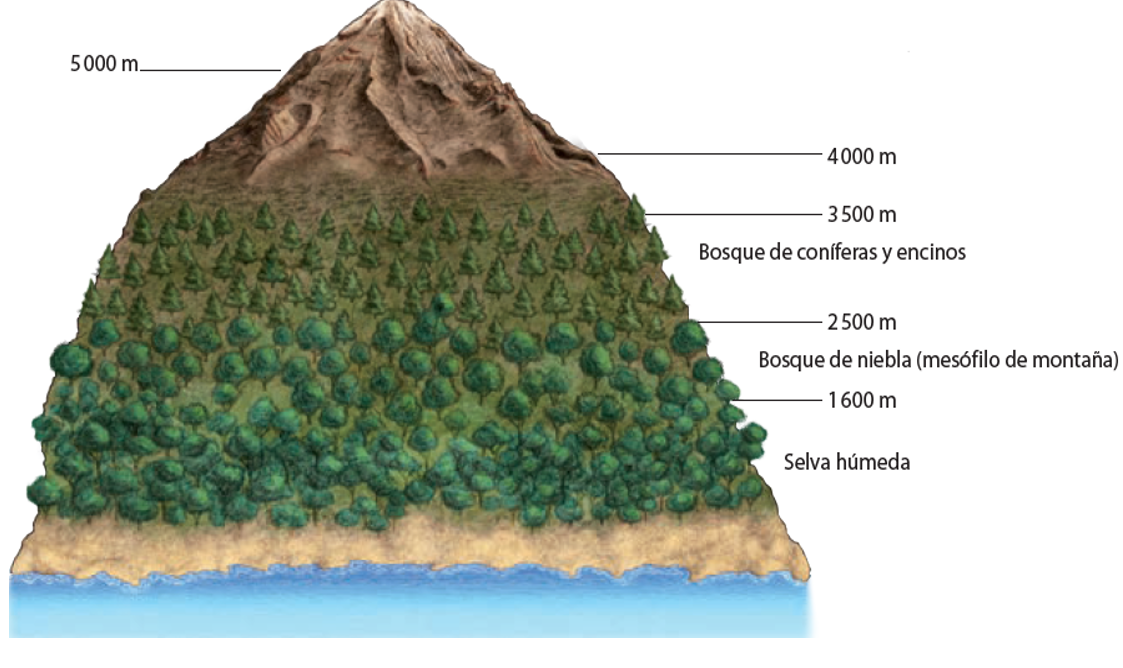 5 000 m
4 000 m
3 500 m
Bosque de coníferas y encinos
2 500 m
Bosque de niebla (mesófilo de montaña)
1 600 m
Selva húmeda